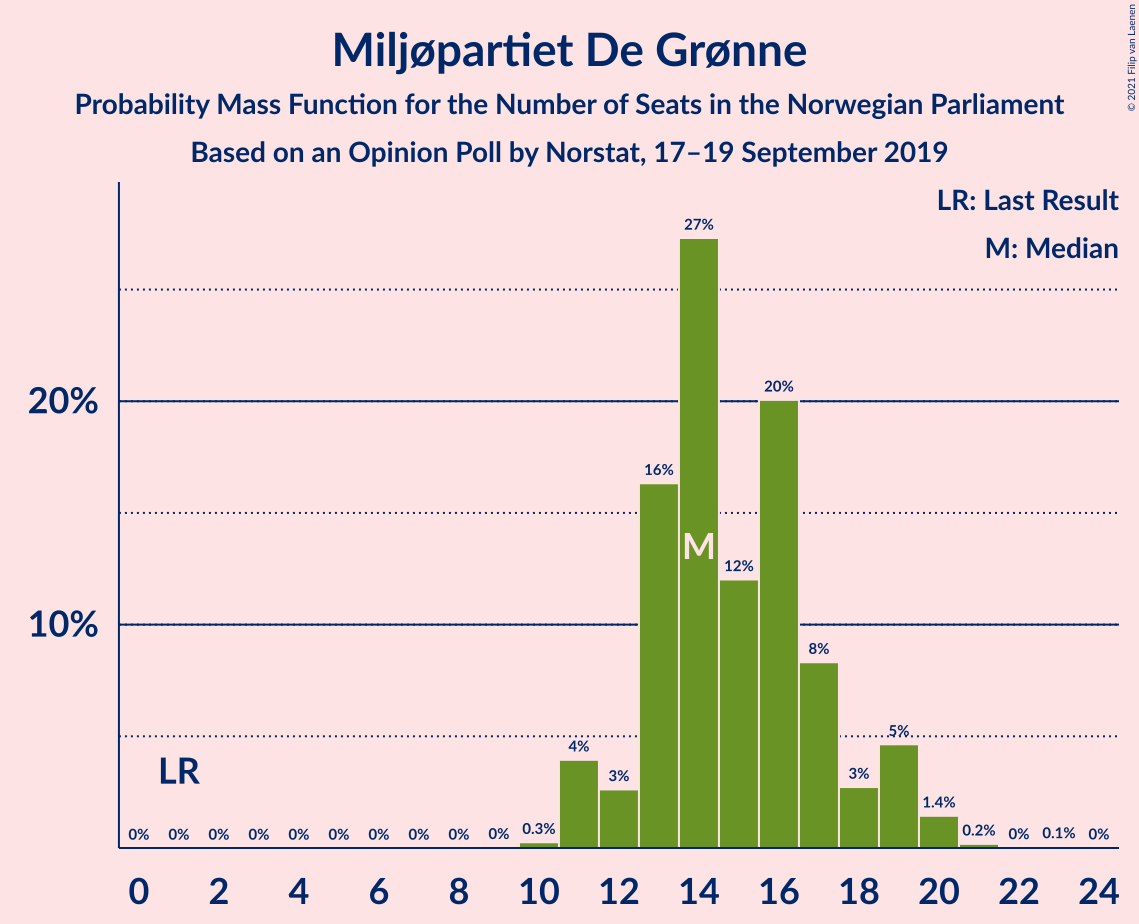 © 2021 Filip van Laenen
Miljøpartiet De Grønne
Probability Mass Function for the Number of Seats in the Norwegian Parliament
Based on an Opinion Poll by Norstat, 17–19 September 2019
LR: Last Result
M: Median
27%
20%
20%
16%
M
12%
10%
8%
5%
4%
3%
3%
LR
1.4%
0% 0% 0% 0% 0% 0% 0% 0% 0% 0% 0.3% 0.2% 0% 0.1% 0%
0 2 4 6 8 10 12 14 16 18 20 22 24